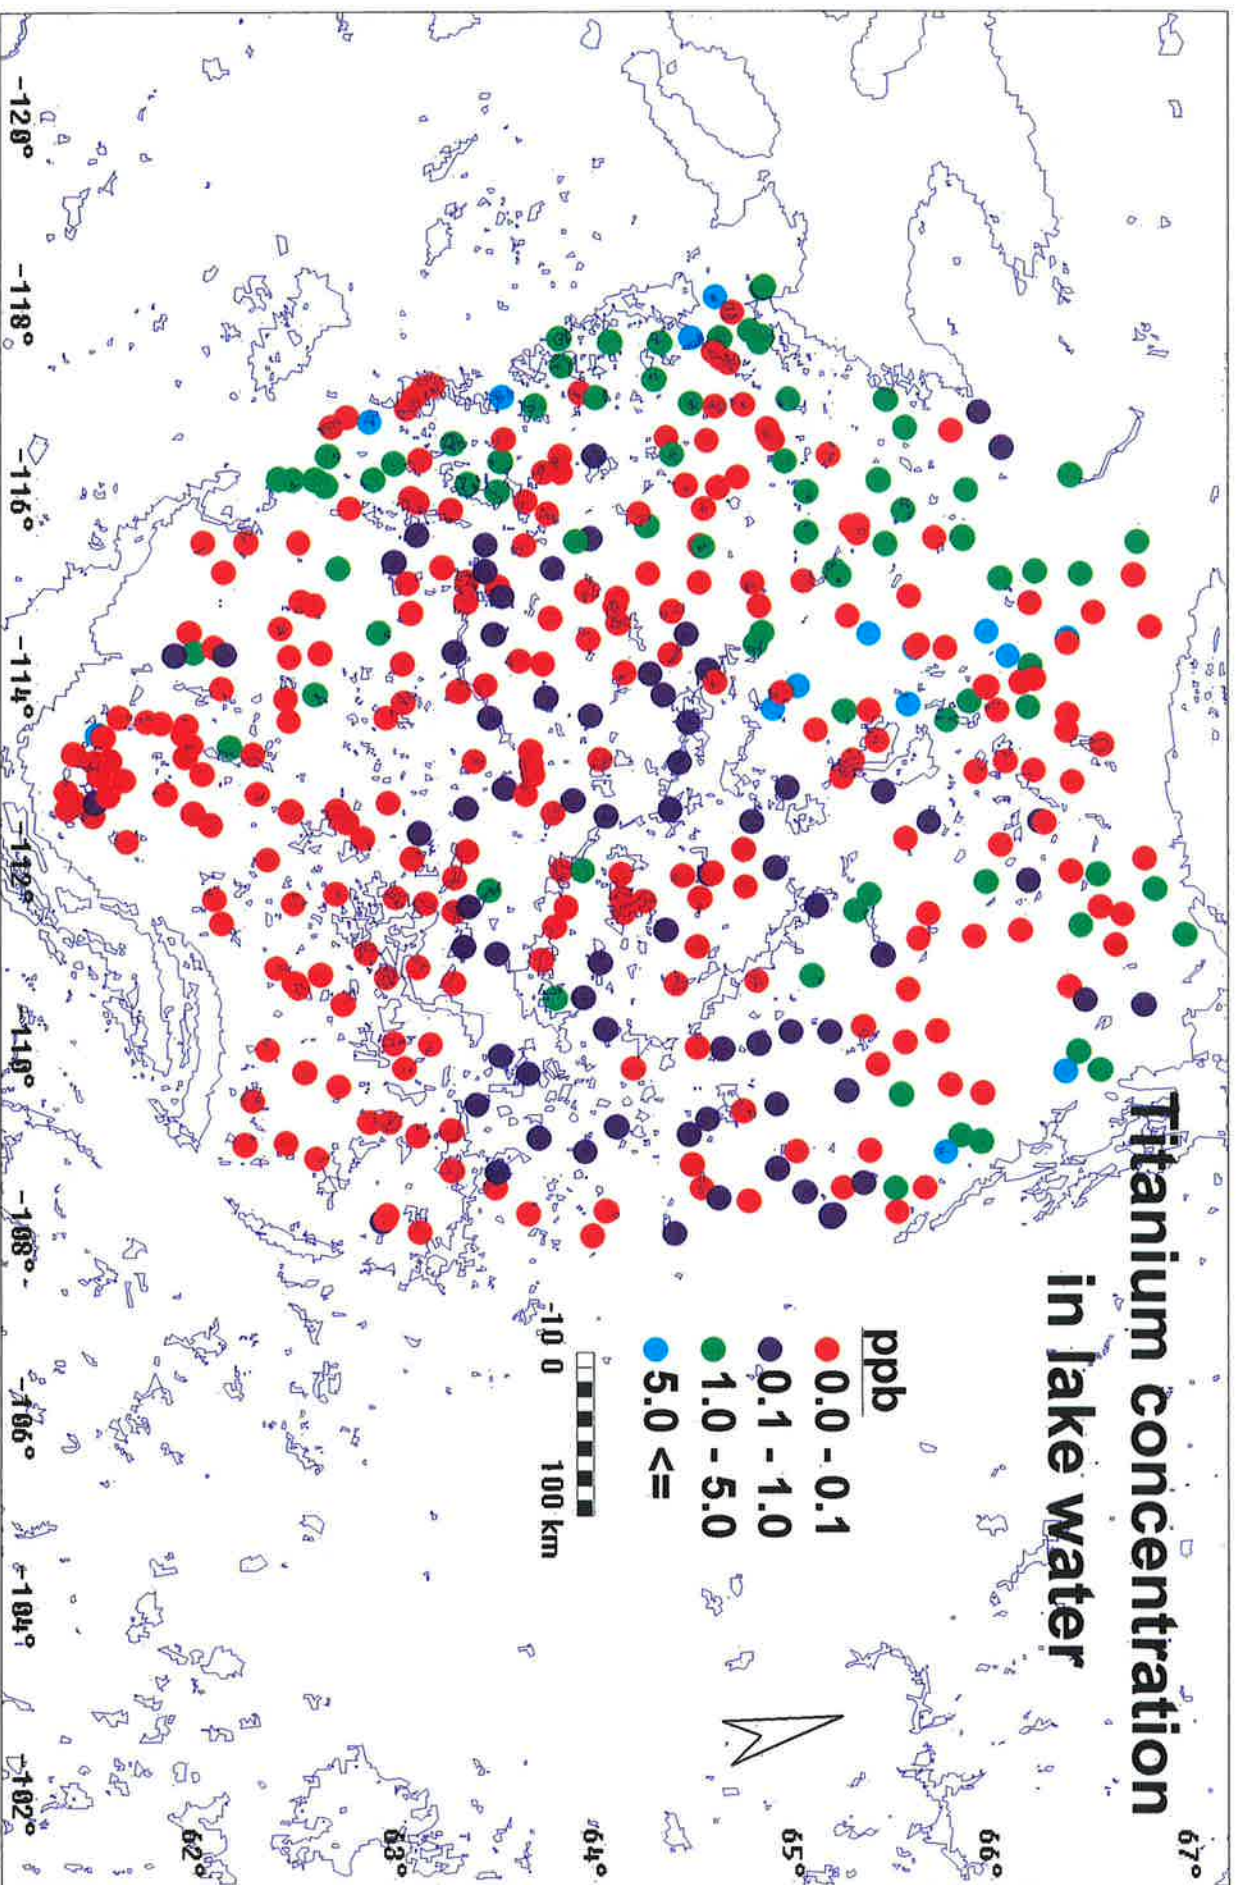 Titanium concentration
in lake water
ppb
0.0 - 0.1
0.1 - 1.0
1.0 - 5.0
5.0 <=
-10 0 100 km
67°
66°
65°
64°
63°
62°
-120° -118° -116° -114° -112° -110° -108° -106° -104° -102°